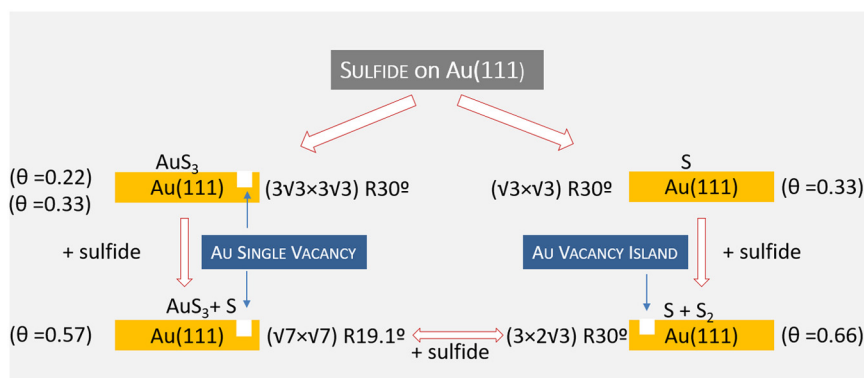 SULFIDE on Au(111)
AuS₃
S
(θ =0.22)
Au(111)
(3√3×3√3) R30º
(√3×√3) R30º
Au(111)
(θ =0.33)
(θ =0.33)
+ sulfide
AU SINGLE VACANCY
AU VACANCY ISLAND
+ sulfide
AuS₃+ S
S + S₂
(θ =0.57)
Au(111)
(√7×√7) R19.1º
(3×2√3) R30º
Au(111)
(θ =0.66)
+ sulfide